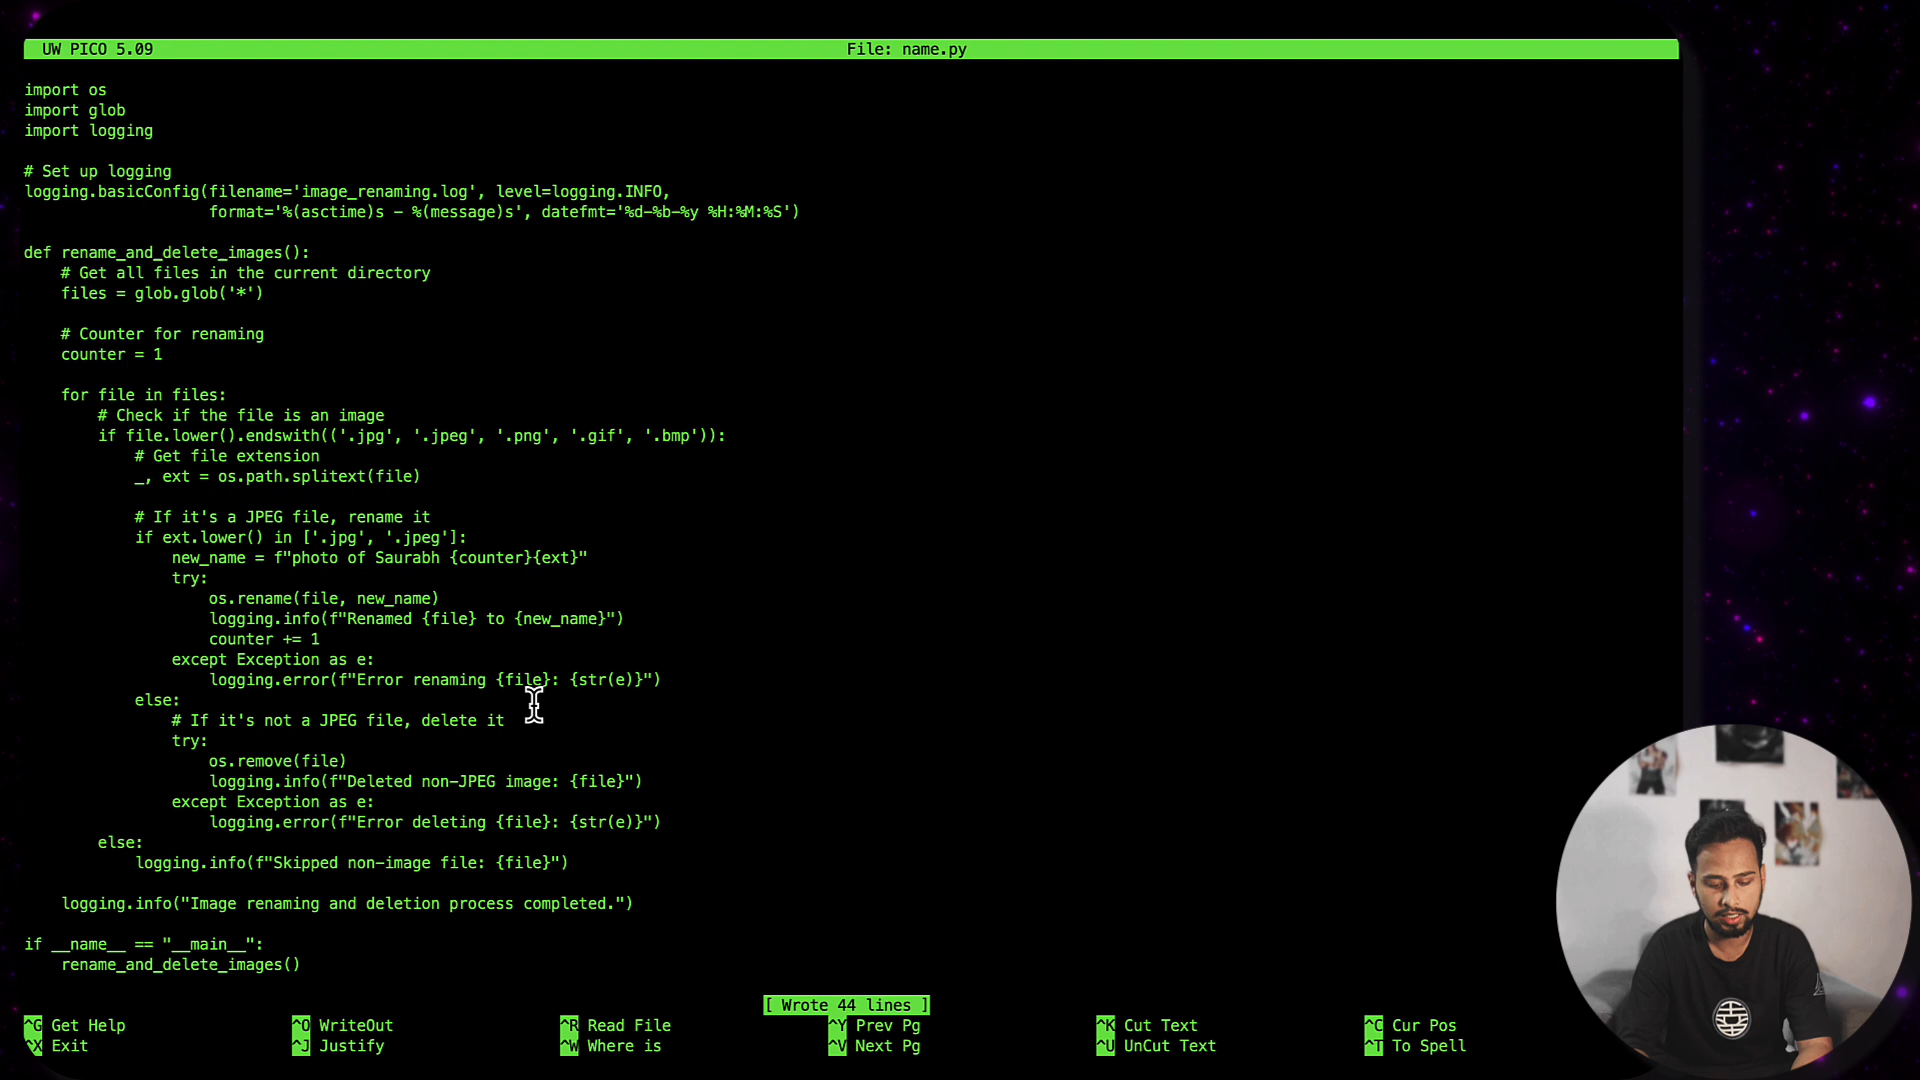 UW PICO 5.09 File: name.py
import os
import glob
import logging
# Set up logging
logging.basicConfig(filename='image_renaming.log', level=logging.INFO,
                    format='%(asctime)s - %(message)s', datefmt='%d-%b-%y %H:%M:%S')
def rename_and_delete_images():
    # Get all files in the current directory
    files = glob.glob('*')
    # Counter for renaming
    counter = 1
    for file in files:
        # Check if the file is an image
        if file.lower().endswith(('.jpg', '.jpeg', '.png', '.gif', '.bmp')):
            # Get file extension
            _, ext = os.path.splitext(file)
            # If it's a JPEG file, rename it
            if ext.lower() in ['.jpg', '.jpeg']:
                new_name = f"photo of Saurabh {counter}{ext}"
                try:
                    os.rename(file, new_name)
                    logging.info(f"Renamed {file} to {new_name}")
                    counter += 1
                except Exception as e:
                    logging.error(f"Error renaming {file}: {str(e)}")
            else:
                # If it's not a JPEG file, delete it
                try:
                    os.remove(file)
                    logging.info(f"Deleted non-JPEG image: {file}")
                except Exception as e:
                    logging.error(f"Error deleting {file}: {str(e)}")
        else:
            logging.info(f"Skipped non-image file: {file}")
    logging.info("Image renaming and deletion process completed.")
if __name__ == "__main__":
    rename_and_delete_images()
[ Wrote 44 lines ]
^G Get Help ^O WriteOut ^R Read File ^Y Prev Pg ^K Cut Text ^C Cur Pos
^X Exit ^J Justify ^W Where is ^V Next Pg ^U UnCut Text ^T To Spell